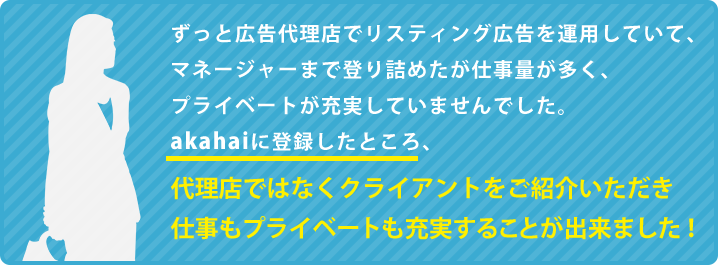 ずっと広告代理店でリスティング広告を運用していて、
マネージャーまで登り詰めたが仕事量が多く、
プライベートが充実していませんでした。
akahaiに登録したところ、
代理店ではなくクライアントをご紹介いただき
仕事もプライベートも充実することが出来ました！